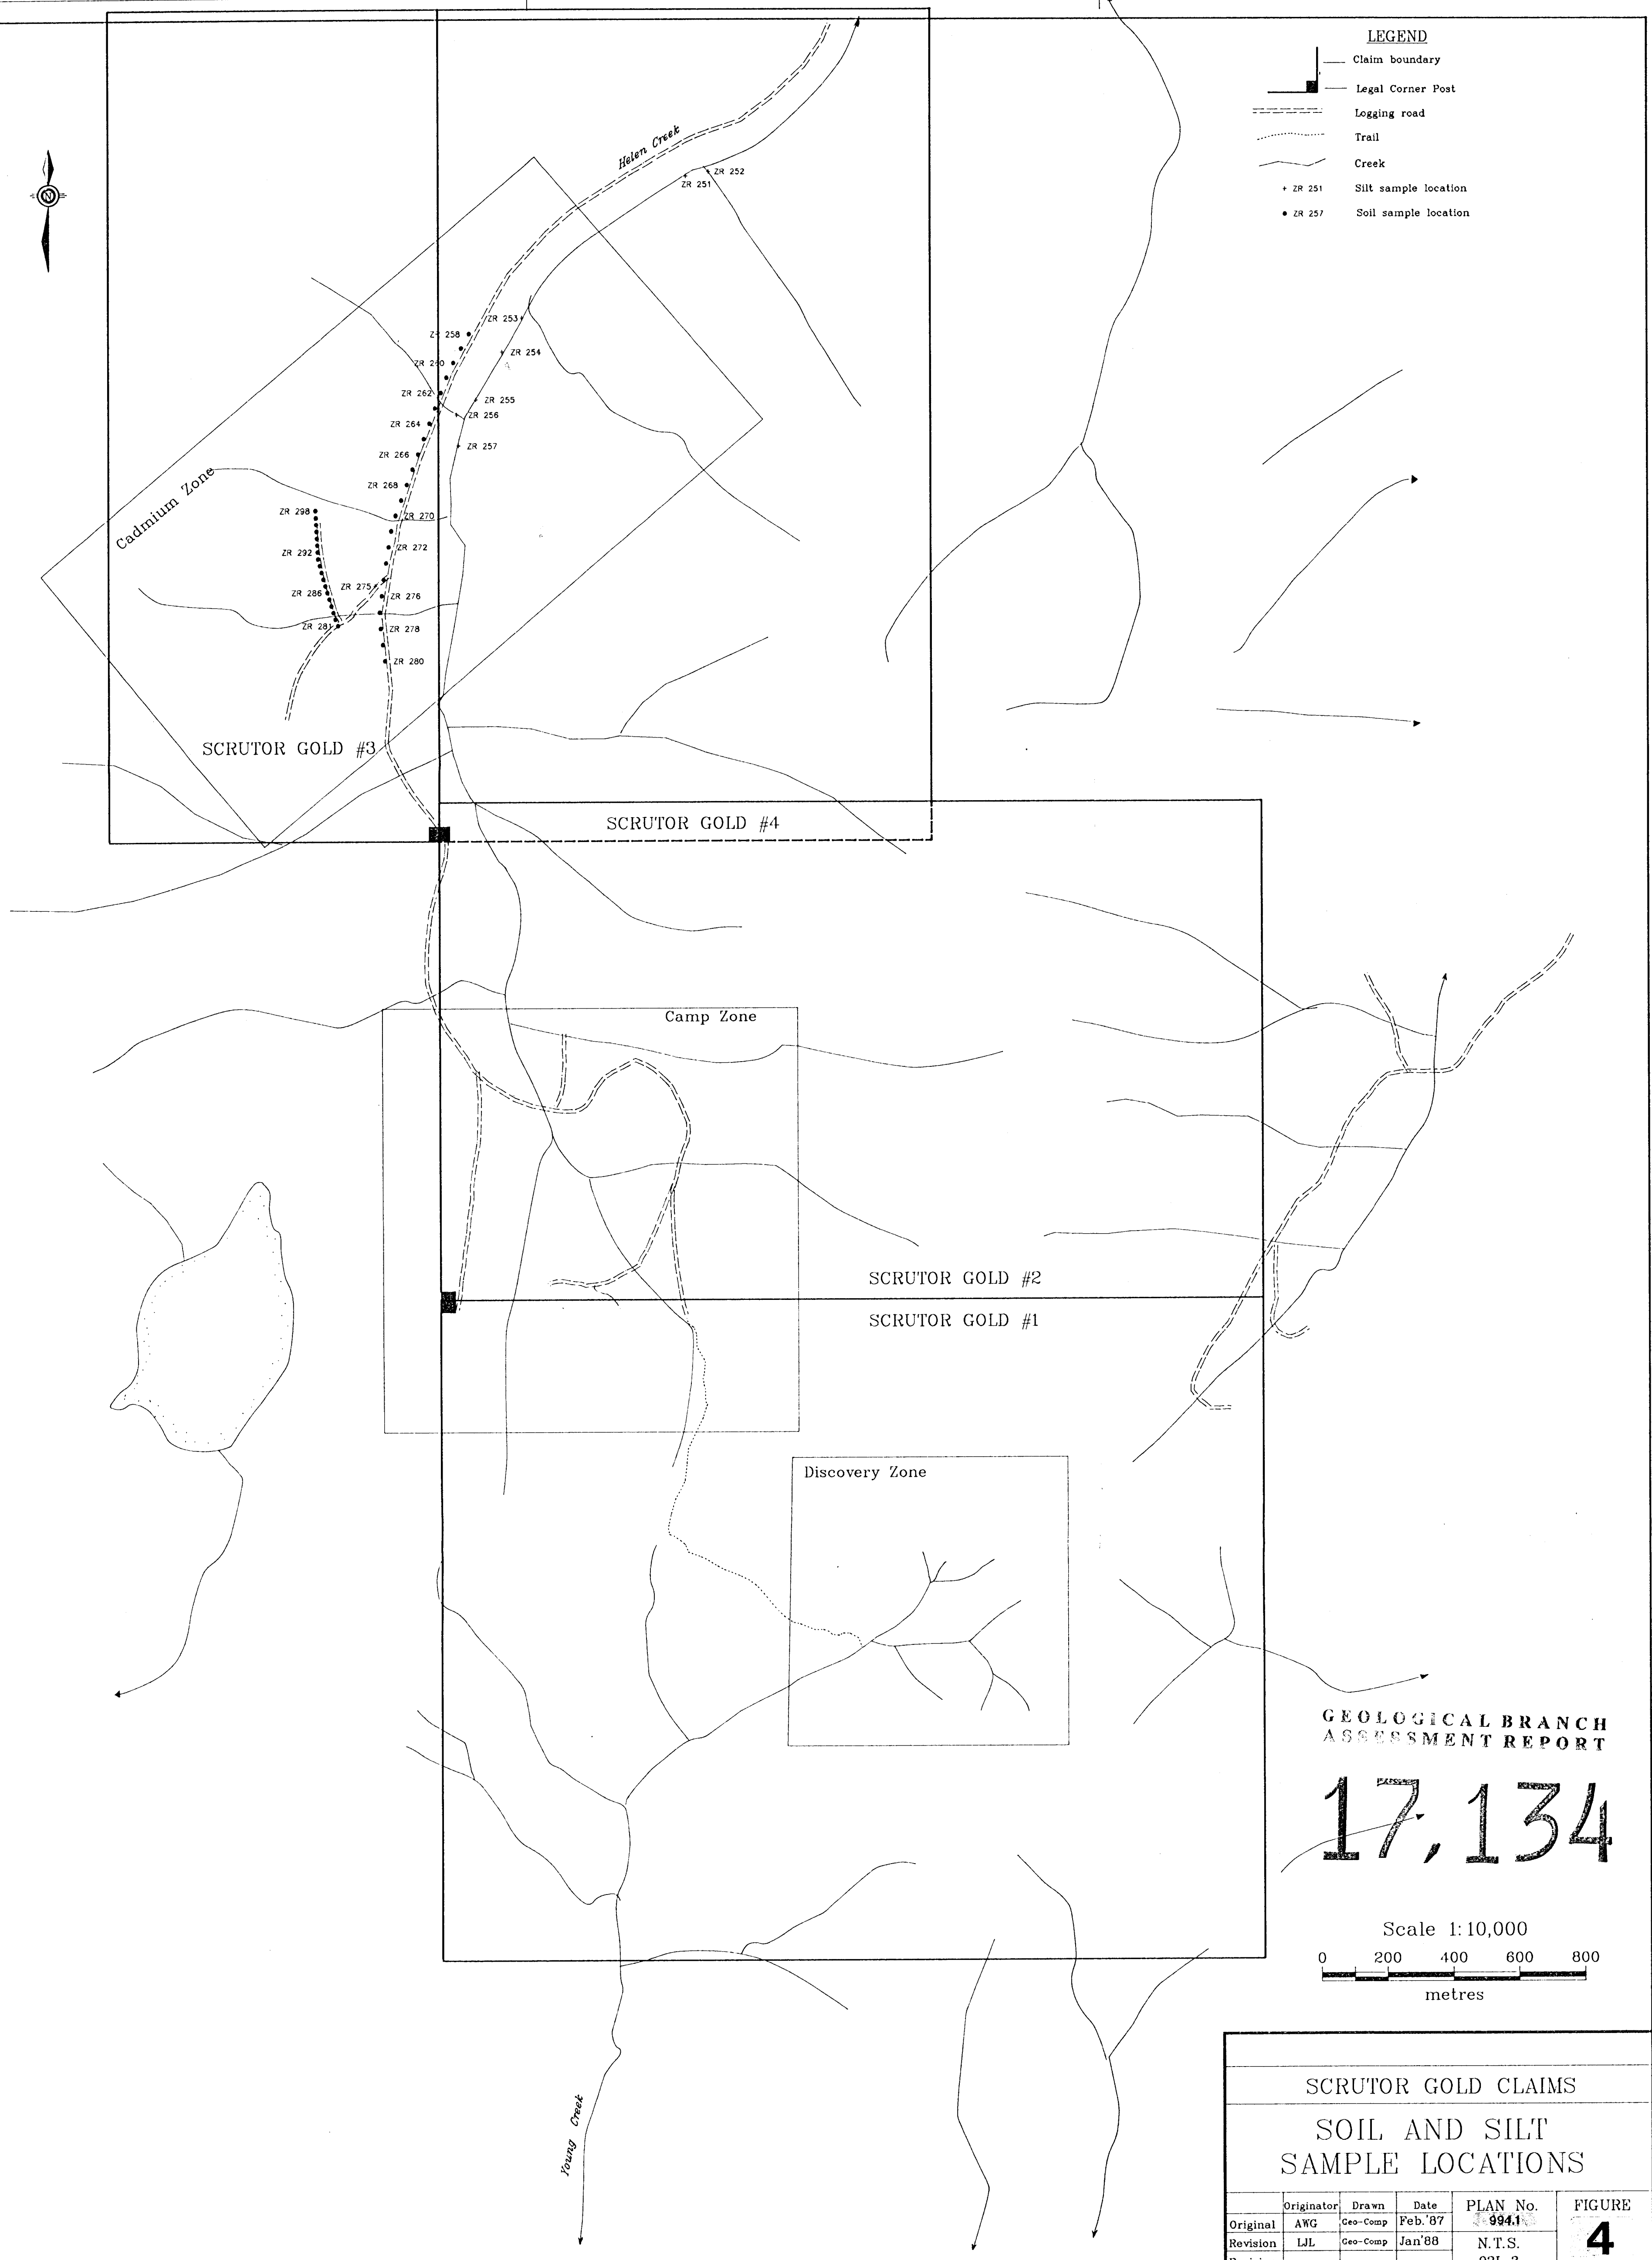 LEGEND
Claim boundary
Legal Corner Post
Logging road
Trail
Creek
+ ZR 251 Silt sample location
• ZR 257 Soil sample location
N
Helen Creek
ZR 252
ZR 251
ZR 253
ZR 258
ZR 254
ZR 260
ZR 262
ZR 255
ZR 256
ZR 264
ZR 257
ZR 266
Cadmium Zone
ZR 268
ZR 298
ZR 270
ZR 292
ZR 272
ZR 275
ZR 286
ZR 276
ZR 281
ZR 278
ZR 280
SCRUTOR GOLD #3
SCRUTOR GOLD #4
Camp Zone
SCRUTOR GOLD #2
SCRUTOR GOLD #1
Discovery Zone
GEOLOGICAL BRANCH
ASSESSMENT REPORT
17,134
Scale 1:10,000
0 200 400 600 800
metres
Young Creek
SCRUTOR GOLD CLAIMS
SOIL AND SILT
SAMPLE LOCATIONS
Originator Drawn Date PLAN No. FIGURE
Original AWG Geo-Comp Feb.'87 994.1 4
Revision LJL Geo-Comp Jan'88 N.T.S.